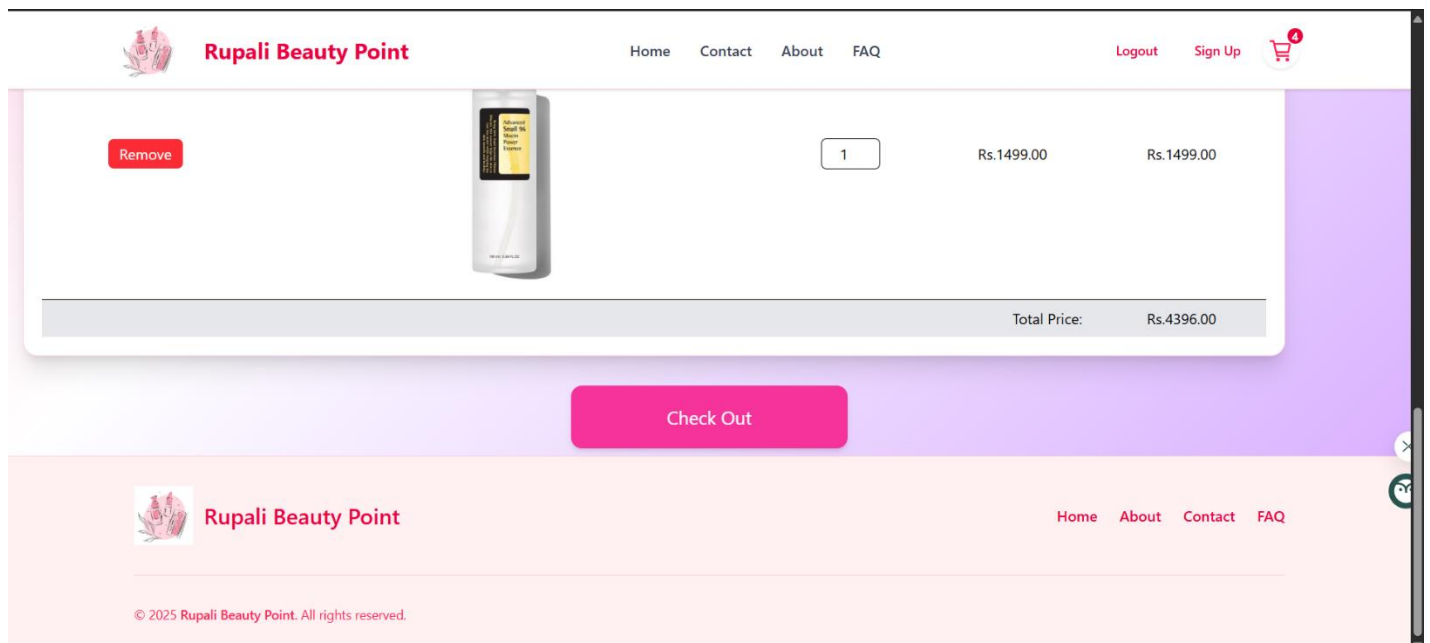 Rupali Beauty Point Home Contact About FAQ Logout Sign Up 4
Advanced
Snail 96
Mucin
Power
Essence
Remove 1 Rs.1499.00 Rs.1499.00
Total Price: Rs.4396.00
Check Out
Rupali Beauty Point Home About Contact FAQ
© 2025 Rupali Beauty Point. All rights reserved.